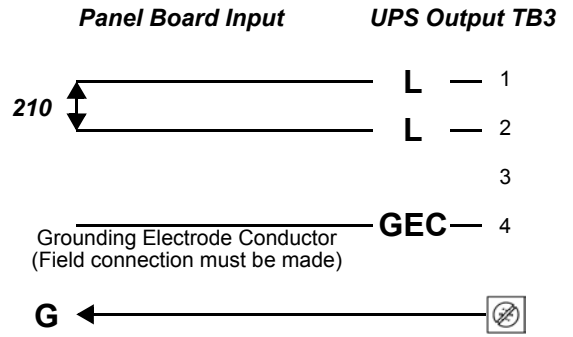 Panel Board Input UPS Output TB3
L 1
210
L 2
3
GEC 4
Grounding Electrode Conductor
(Field connection must be made)
G